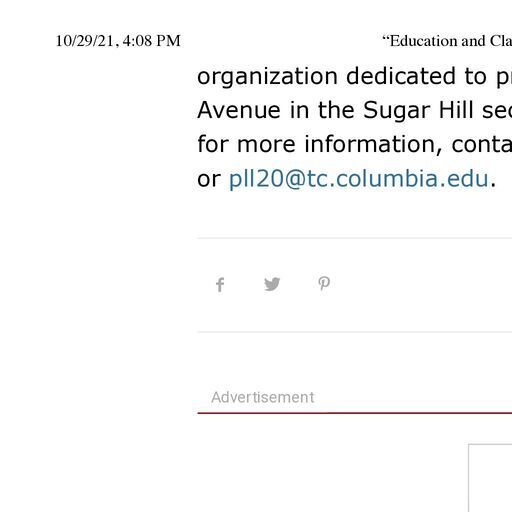 10/29/21, 4:08 PM “Education and Cla
organization dedicated to p
Avenue in the Sugar Hill sec
for more information, conta
or pll20@tc.columbia.edu.
Advertisement